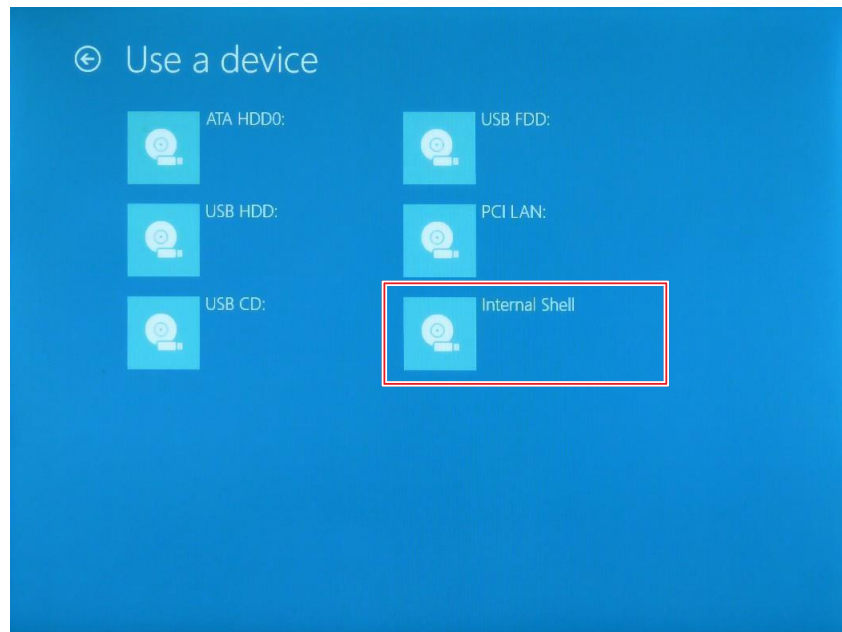 Use a device
ATA HDD0:
USB FDD:
USB HDD:
PCI LAN:
USB CD:
Internal Shell